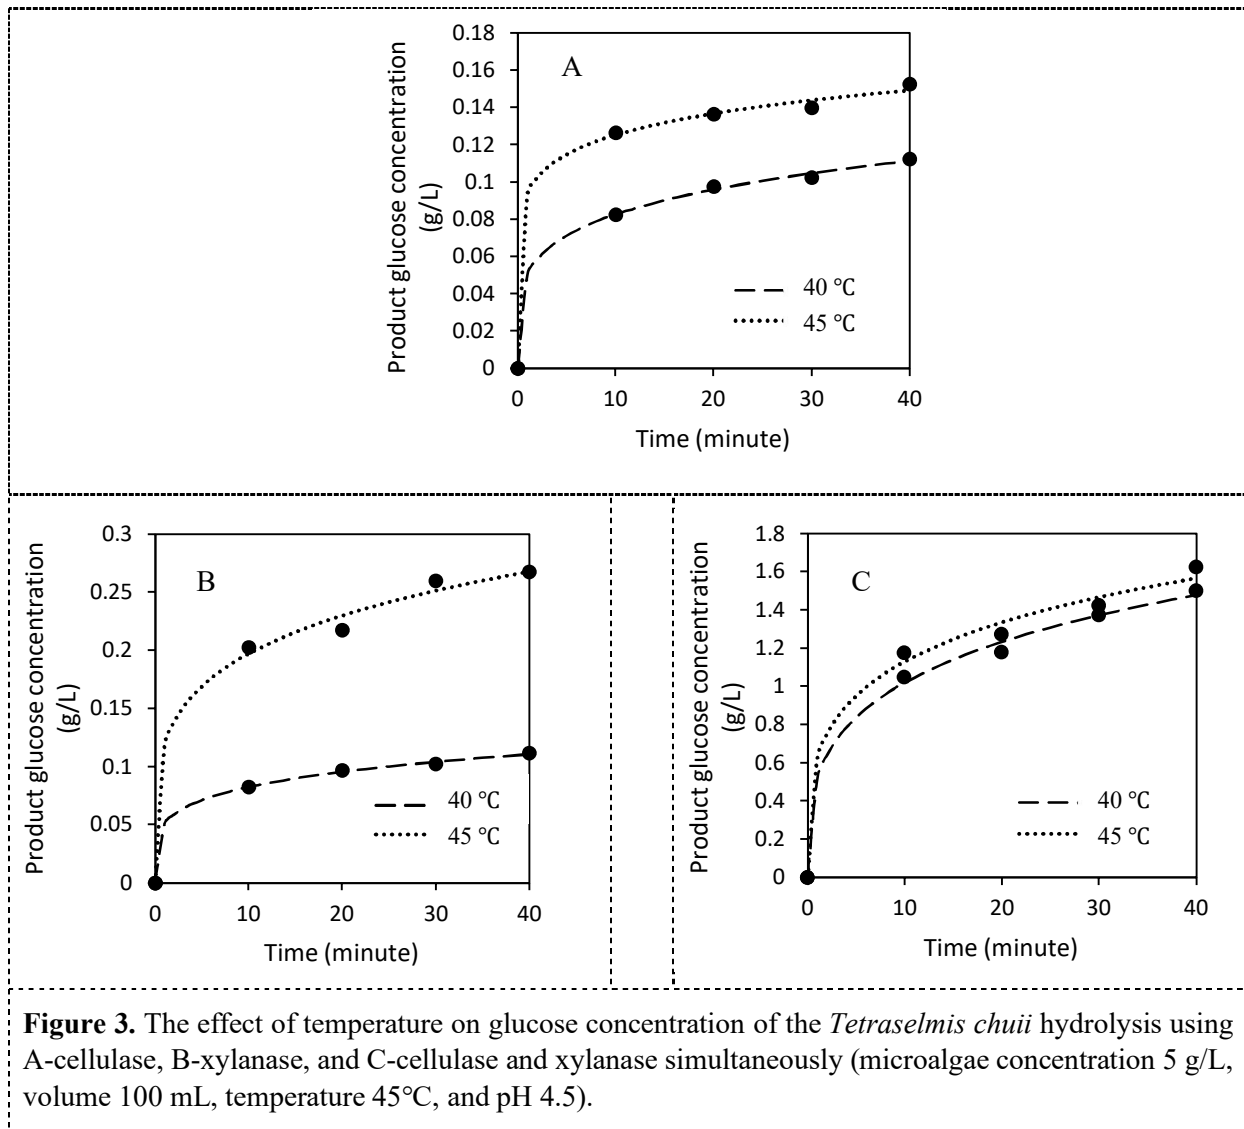 A
Product glucose concentration
(g/L)
0.18
0.16
0.14
0.12
0.1
0.08
0.06
0.04
0.02
0
0 10 20 30 40
Time (minute)
40 ℃
45 ℃
B
Product glucose concentration
(g/L)
0.3
0.25
0.2
0.15
0.1
0.05
0
0 10 20 30 40
Time (minute)
40 ℃
45 ℃
C
Product glucose concentration
(g/L)
1.8
1.6
1.4
1.2
1
0.8
0.6
0.4
0.2
0
0 10 20 30 40
Time (minute)
40 ℃
45 ℃
Figure 3. The effect of temperature on glucose concentration of the Tetraselmis chuii hydrolysis using
A-cellulase, B-xylanase, and C-cellulase and xylanase simultaneously (microalgae concentration 5 g/L,
volume 100 mL, temperature 45°C, and pH 4.5).